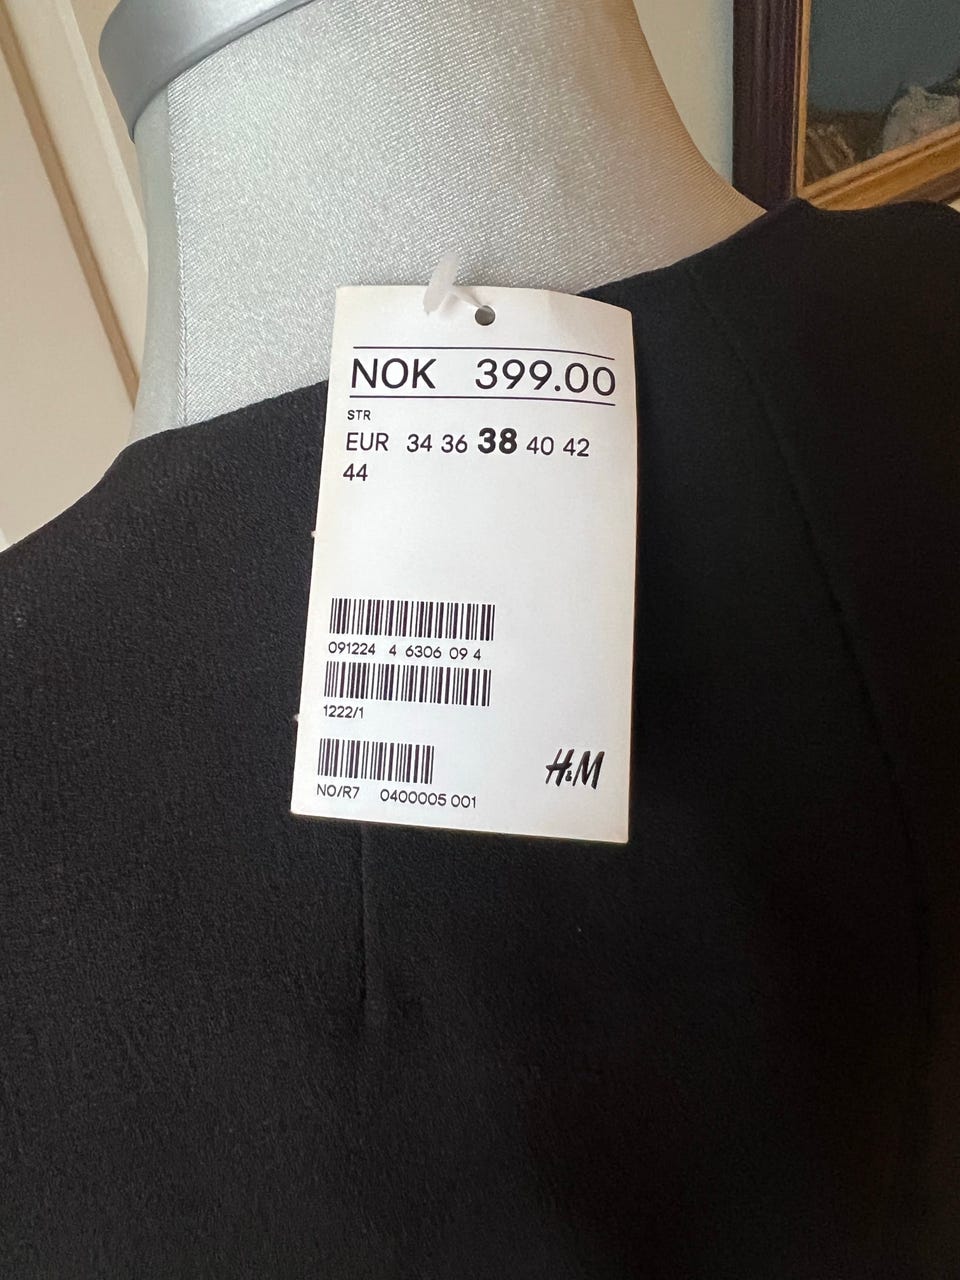 NOK 399.00
STR
EUR 34 36 38 40 42
44
091224 4 6306 09 4
1222/1
H&M
NO/R7 0400005 001